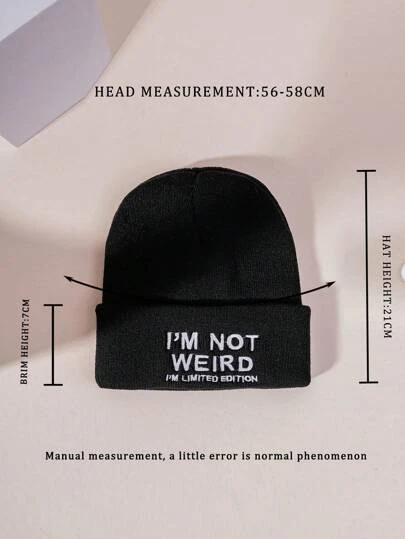 HEAD MEASUREMENT:56-58CM
HAT HEIGHT:21CM
BRIM HEIGHT:7CM
I'M NOT
WEIRD
I'M LIMITED EDITION
Manual measurement, a little error is normal phenomenon